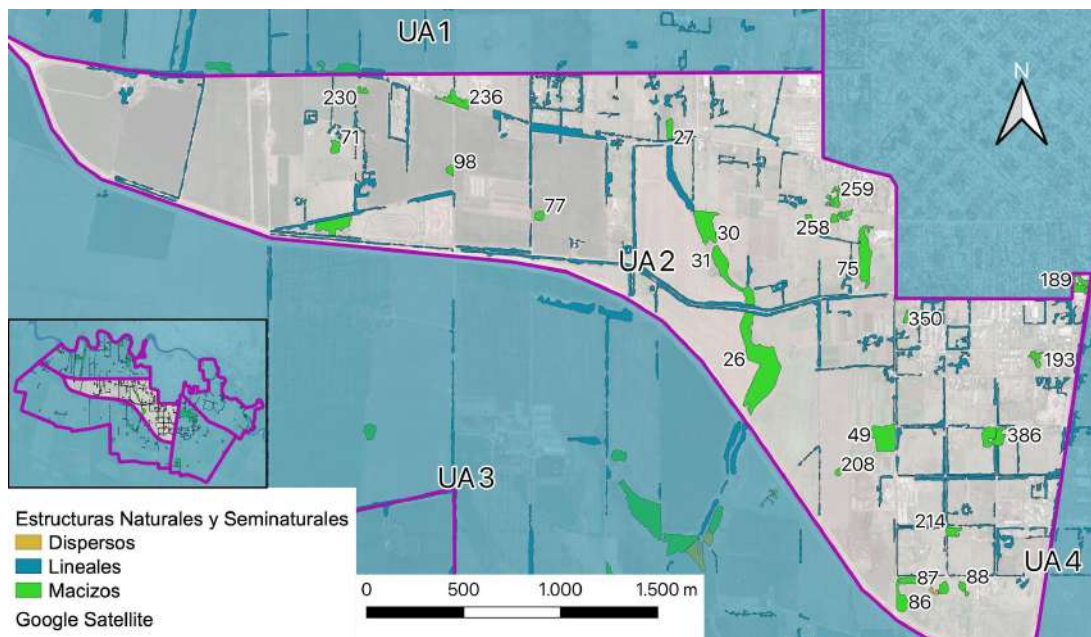 UA1
N
230
236
27
71
98
259
77
258
30
31
UA2
75
189
350
26
193
49
386
208
UA3
214
UA4
87
88
86
Estructuras Naturales y Seminaturales
Dispersos
Lineales
Macizos
Google Satellite
0 500 1.000 1.500 m